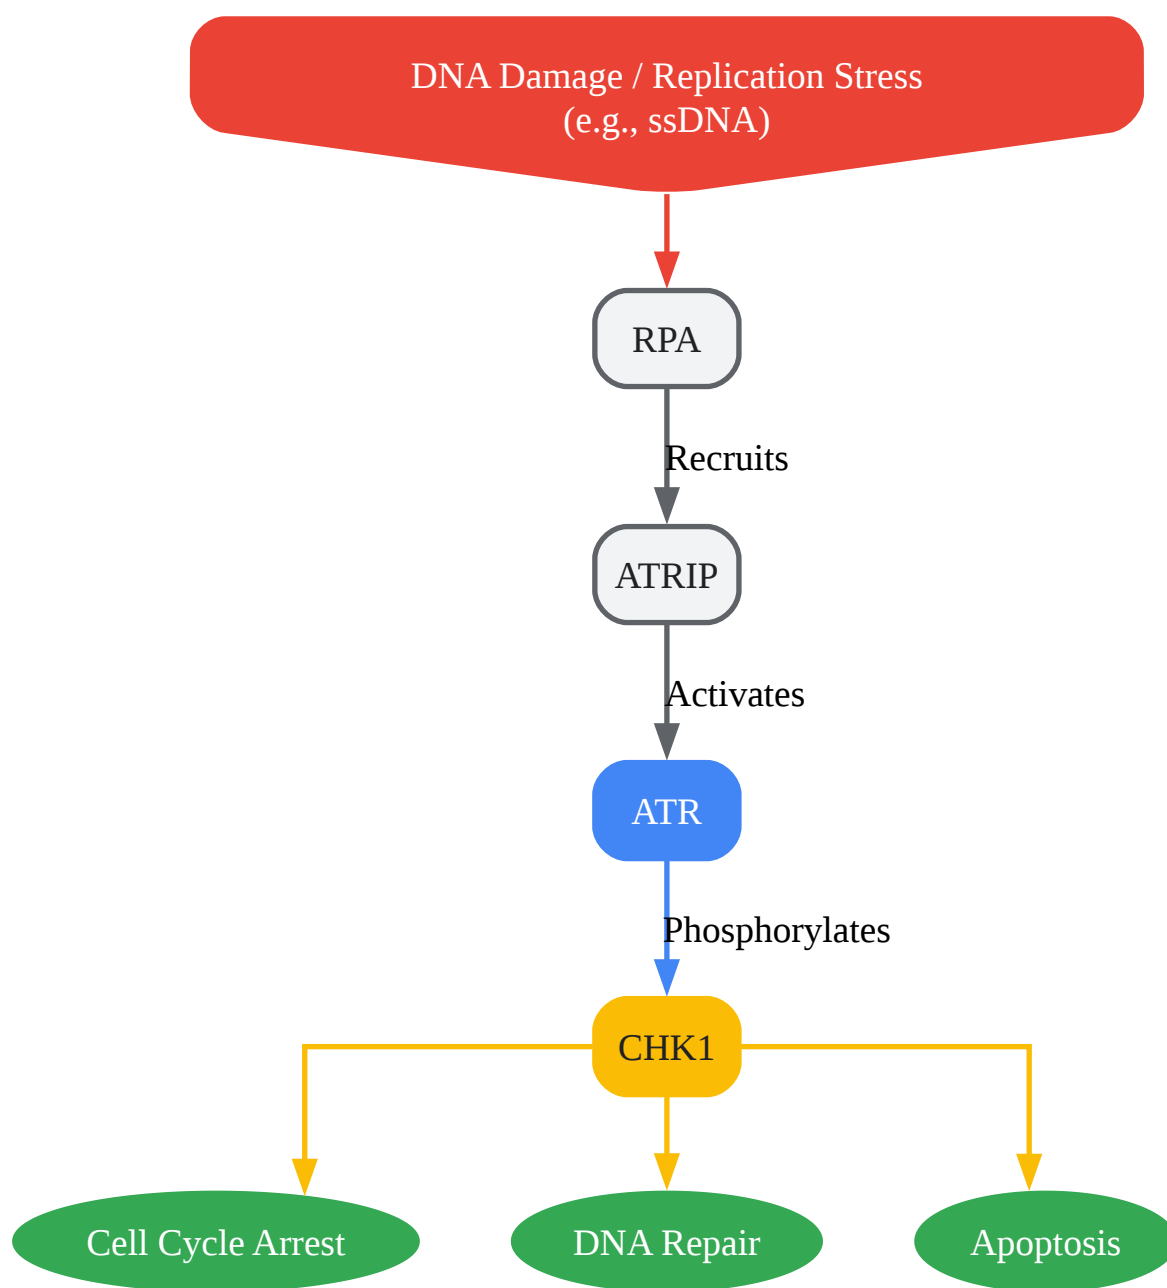 DNA Damage / Replication Stress
(e.g., ssDNA)
RPA
Recruits
ATRIP
Activates
ATR
Phosphorylates
CHK1
Cell Cycle Arrest
DNA Repair
Apoptosis